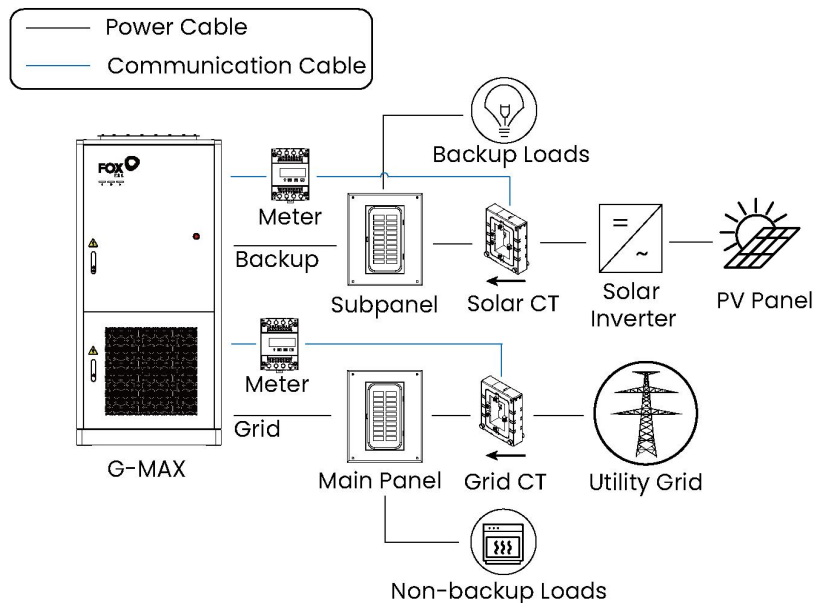 Power Cable
Communication Cable
FOX
ESS
Backup Loads
Meter
Backup
Subpanel
Solar CT
Solar
Inverter
PV Panel
Meter
Grid
G-MAX
Main Panel
Grid CT
Utility Grid
Non-backup Loads